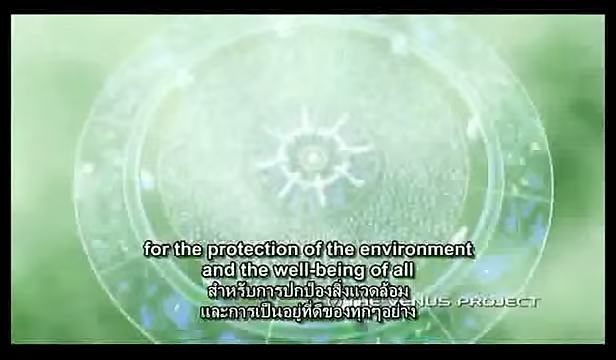 for the protection of the environment
and the well-being of all
สำหรับการปกป้องสิ่งแวดล้อม
และการเป็นอยู่ที่ดีของทุกๆอย่าง
THE VENUS PROJECT